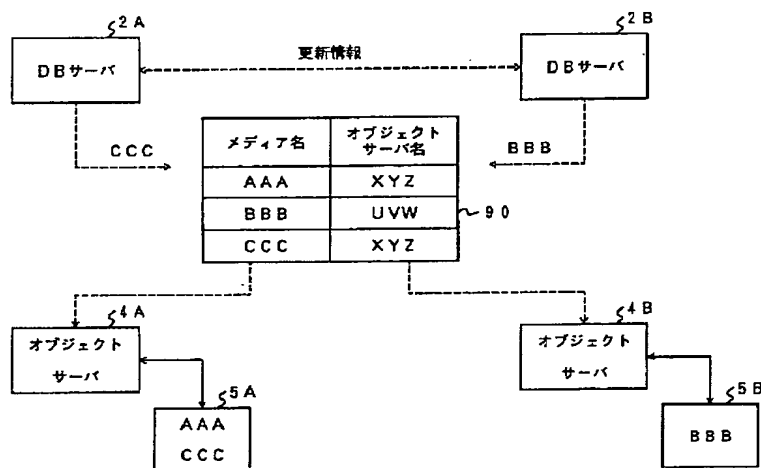 2A
2B
DBサーバ
更新情報
DBサーバ
CCC
メディア名
オブジェクト
サーバ名
BBB
AAA
XYZ
BBB
UVW
90
CCC
XYZ
4A
4B
オブジェクト
サーバ
オブジェクト
サーバ
5A
5B
AAA
CCC
BBB